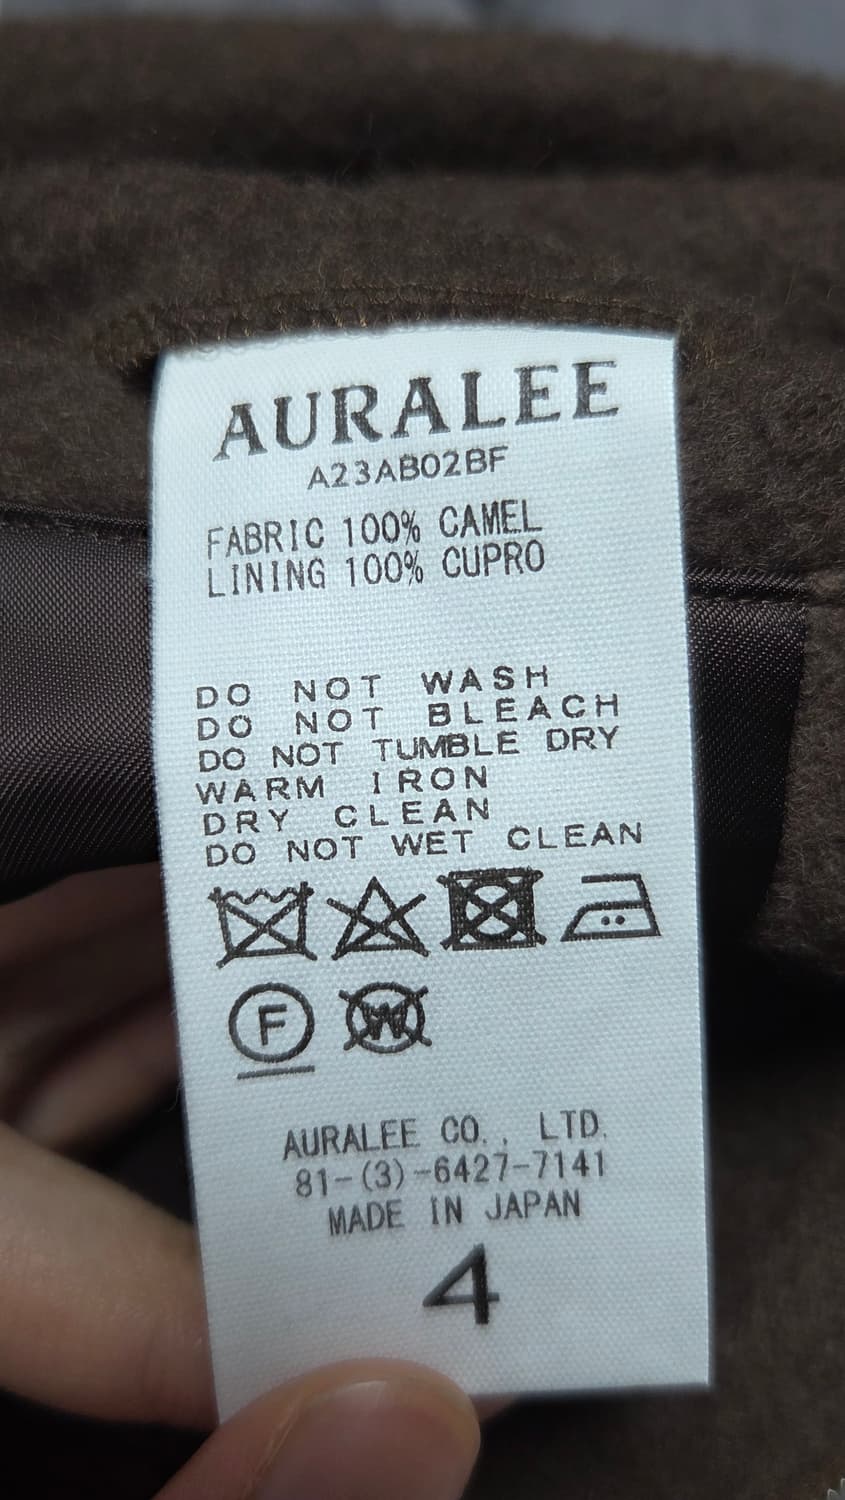 AURALEE
A23AB02BF
FABRIC 100% CAMEL
LINING 100% CUPRO
DO NOT WASH
DO NOT BLEACH
DO NOT TUMBLE DRY
WARM IRON
DRY CLEAN
DO NOT WET CLEAN
F W
AURALEE CO., LTD.
81-(3)-6427-7141
MADE IN JAPAN
4